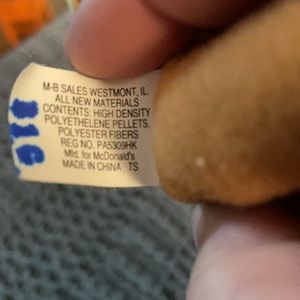 M-B SALES WESTMONT, IL
ALL NEW MATERIALS
CONTENTS: HIGH DENSITY
POLYETHELENE PELLETS,
POLYESTER FIBERS
REG NO. PA5309HK
Mfd. for McDonald's
MADE IN CHINA TS
116